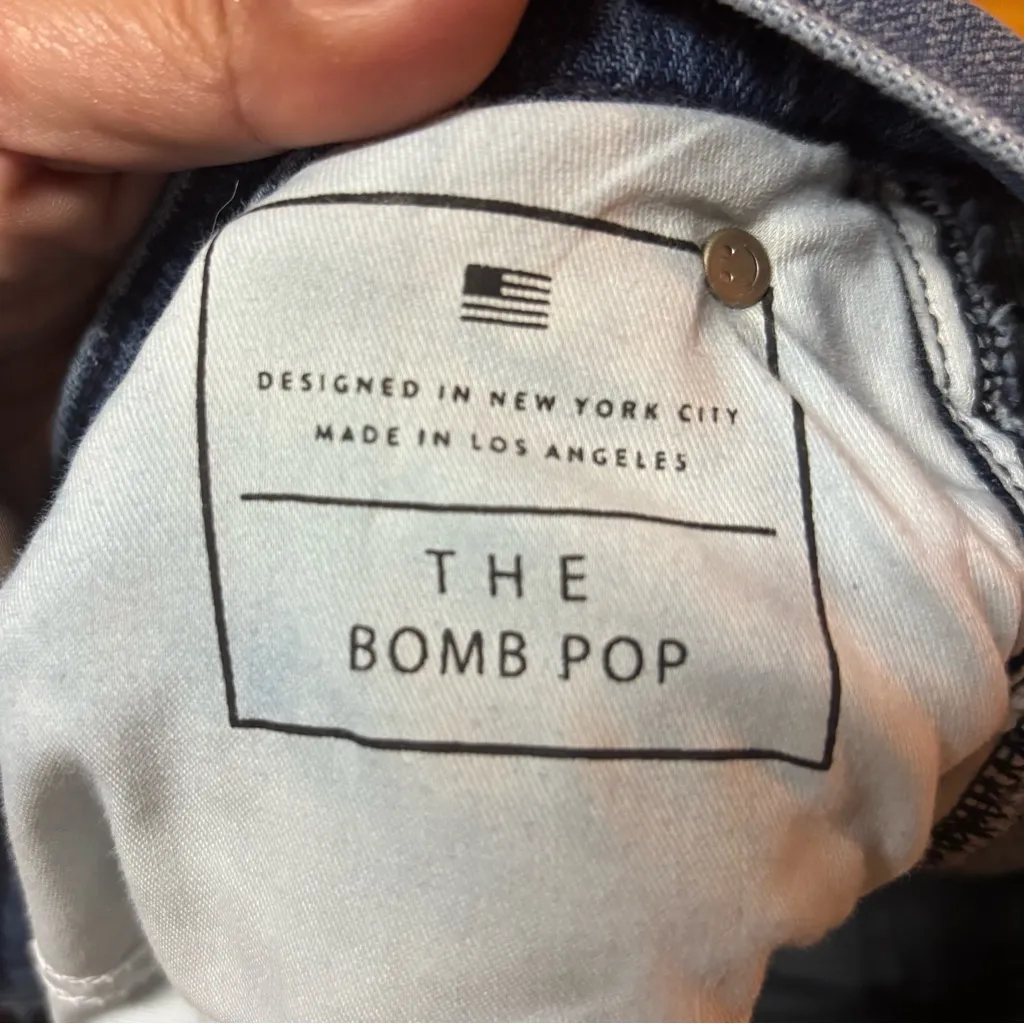 DESIGNED IN NEW YORK CITY
MADE IN LOS ANGELES
THE
BOMB POP